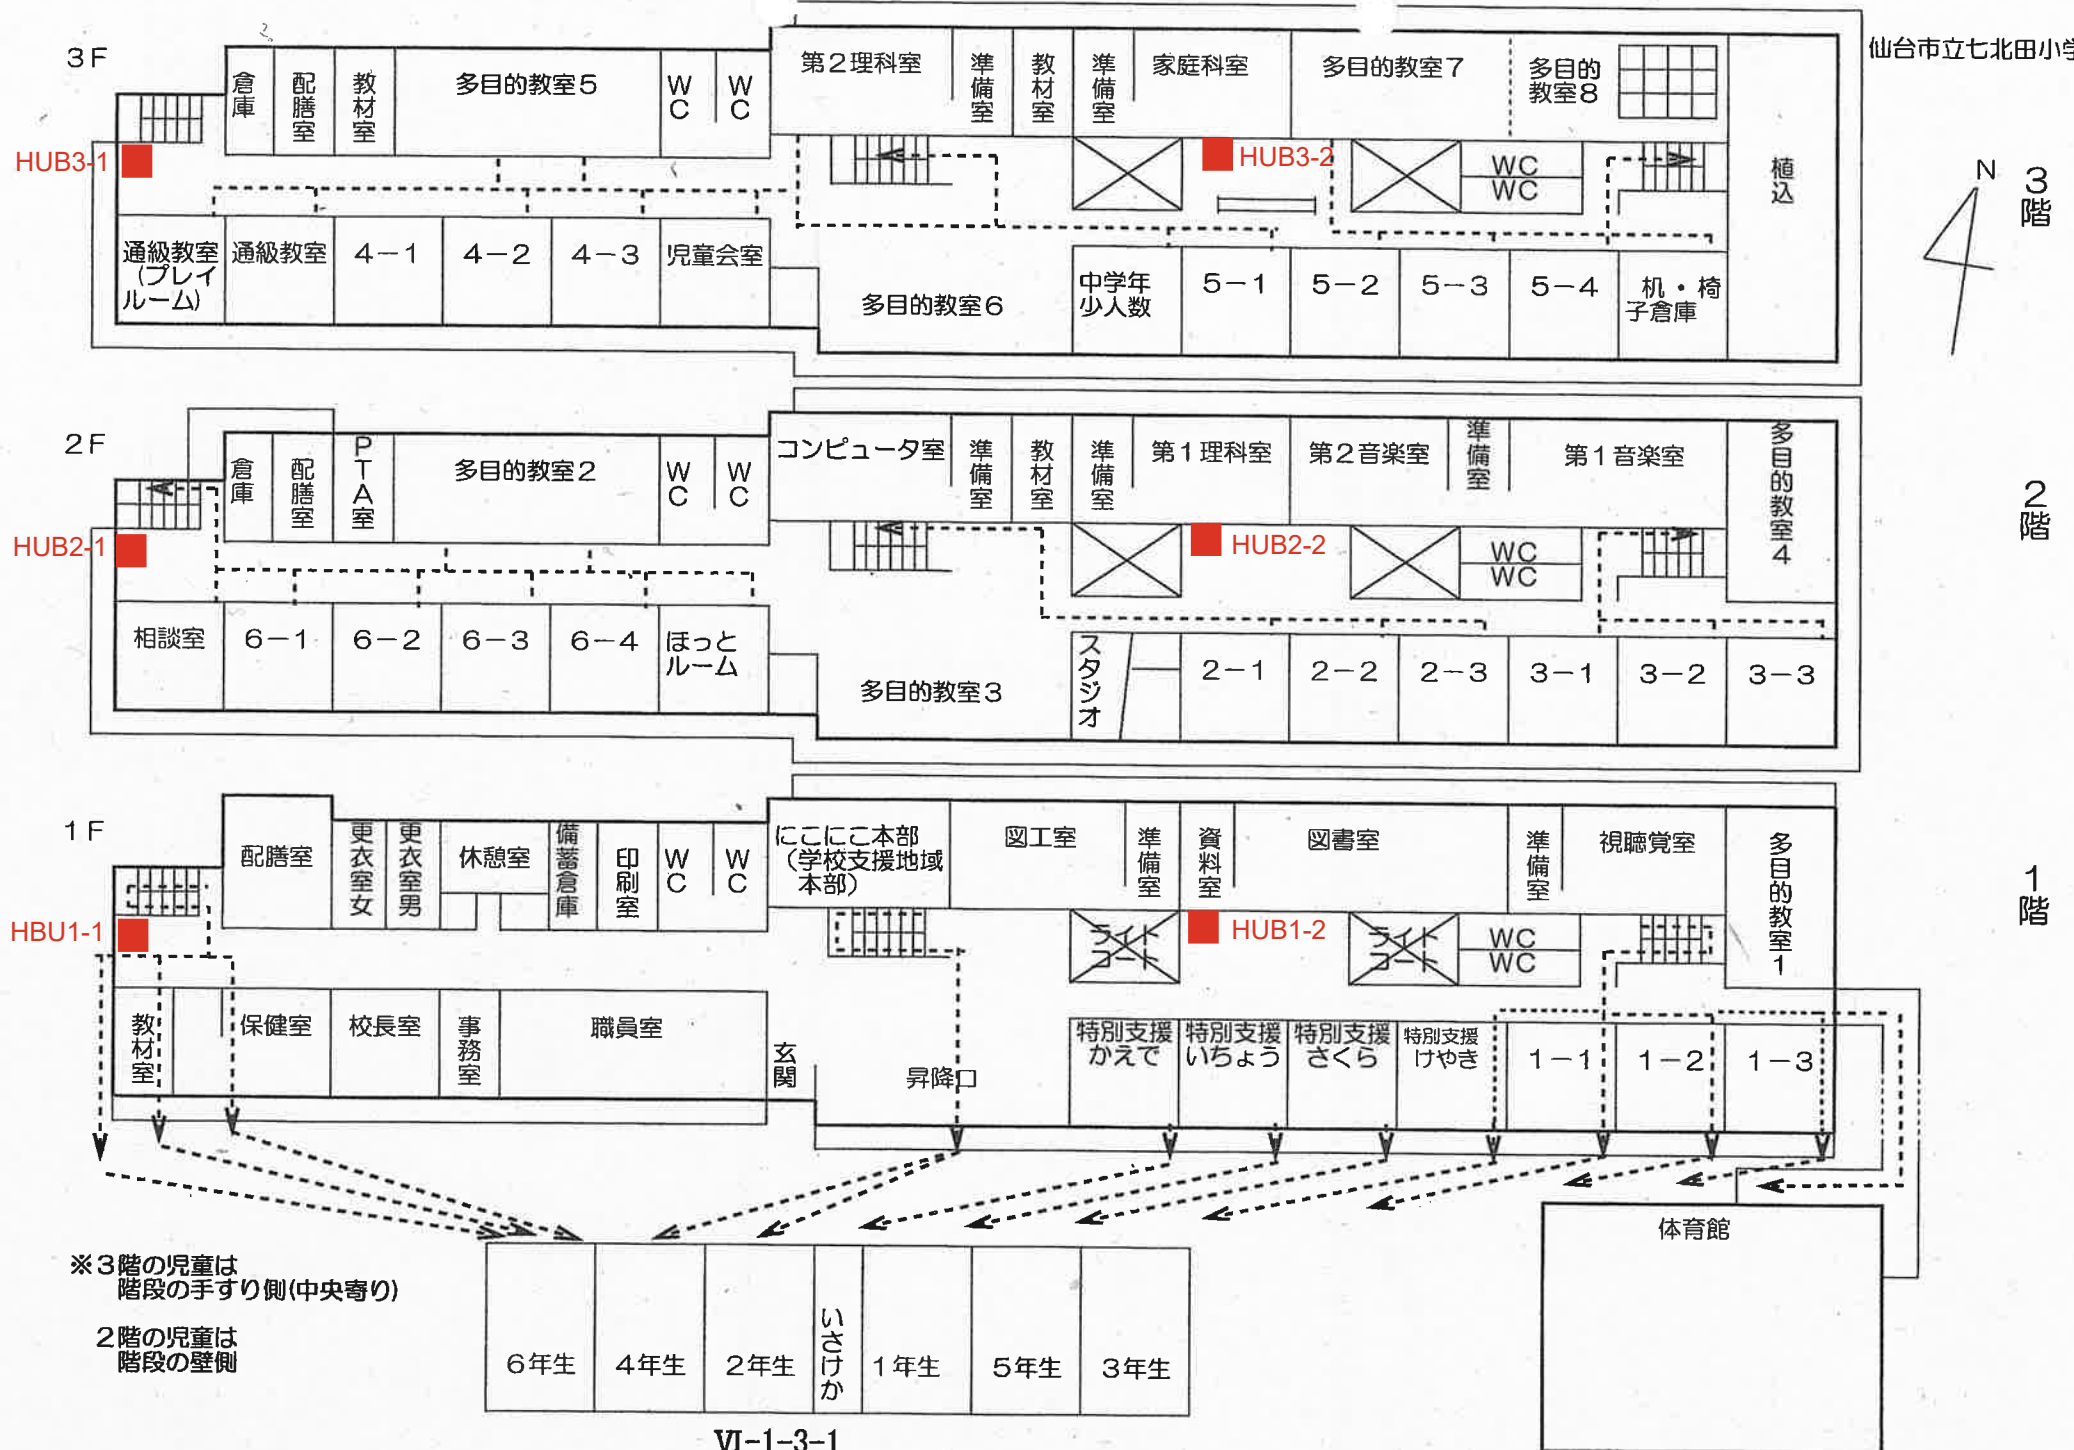 仙台市立七北田小学
3F
倉庫
配膳室
教材室
多目的教室5
WC
WC
第2理科室
準備室
教材室
準備室
家庭科室
多目的教室7
多目的
教室8
植込
HUB3-1
HUB3-2
WC
WC
N
3階
通級教室
(プレイ
ルーム)
通級教室
4-1
4-2
4-3
児童会室
多目的教室6
中学年
少人数
5-1
5-2
5-3
5-4
机・椅
子倉庫
2F
倉庫
配膳室
PTA室
多目的教室2
WC
WC
コンピュータ室
準備室
教材室
準備室
第1理科室
第2音楽室
準備室
第1音楽室
多目的教室4
2階
HUB2-1
HUB2-2
WC
WC
相談室
6-1
6-2
6-3
6-4
ほっと
ルーム
多目的教室3
スタジオ
2-1
2-2
2-3
3-1
3-2
3-3
1F
配膳室
更衣室女
更衣室男
休憩室
備蓄倉庫
印刷室
WC
WC
にこにこ本部
(学校支援地域
本部)
図工室
準備室
資料室
図書室
準備室
視聴覚室
多目的教室1
1階
HBU1-1
ライト
コート
HUB1-2
ライト
コート
WC
WC
教材室
保健室
校長室
事務室
職員室
玄関
昇降口
特別支援
かえで
特別支援
いちょう
特別支援
さくら
特別支援
けやき
1-1
1-2
1-3
体育館
※3階の児童は
階段の手すり側(中央寄り)
2階の児童は
階段の壁側
6年生
4年生
2年生
いさけか
1年生
5年生
3年生
Ⅵ-1-3-1